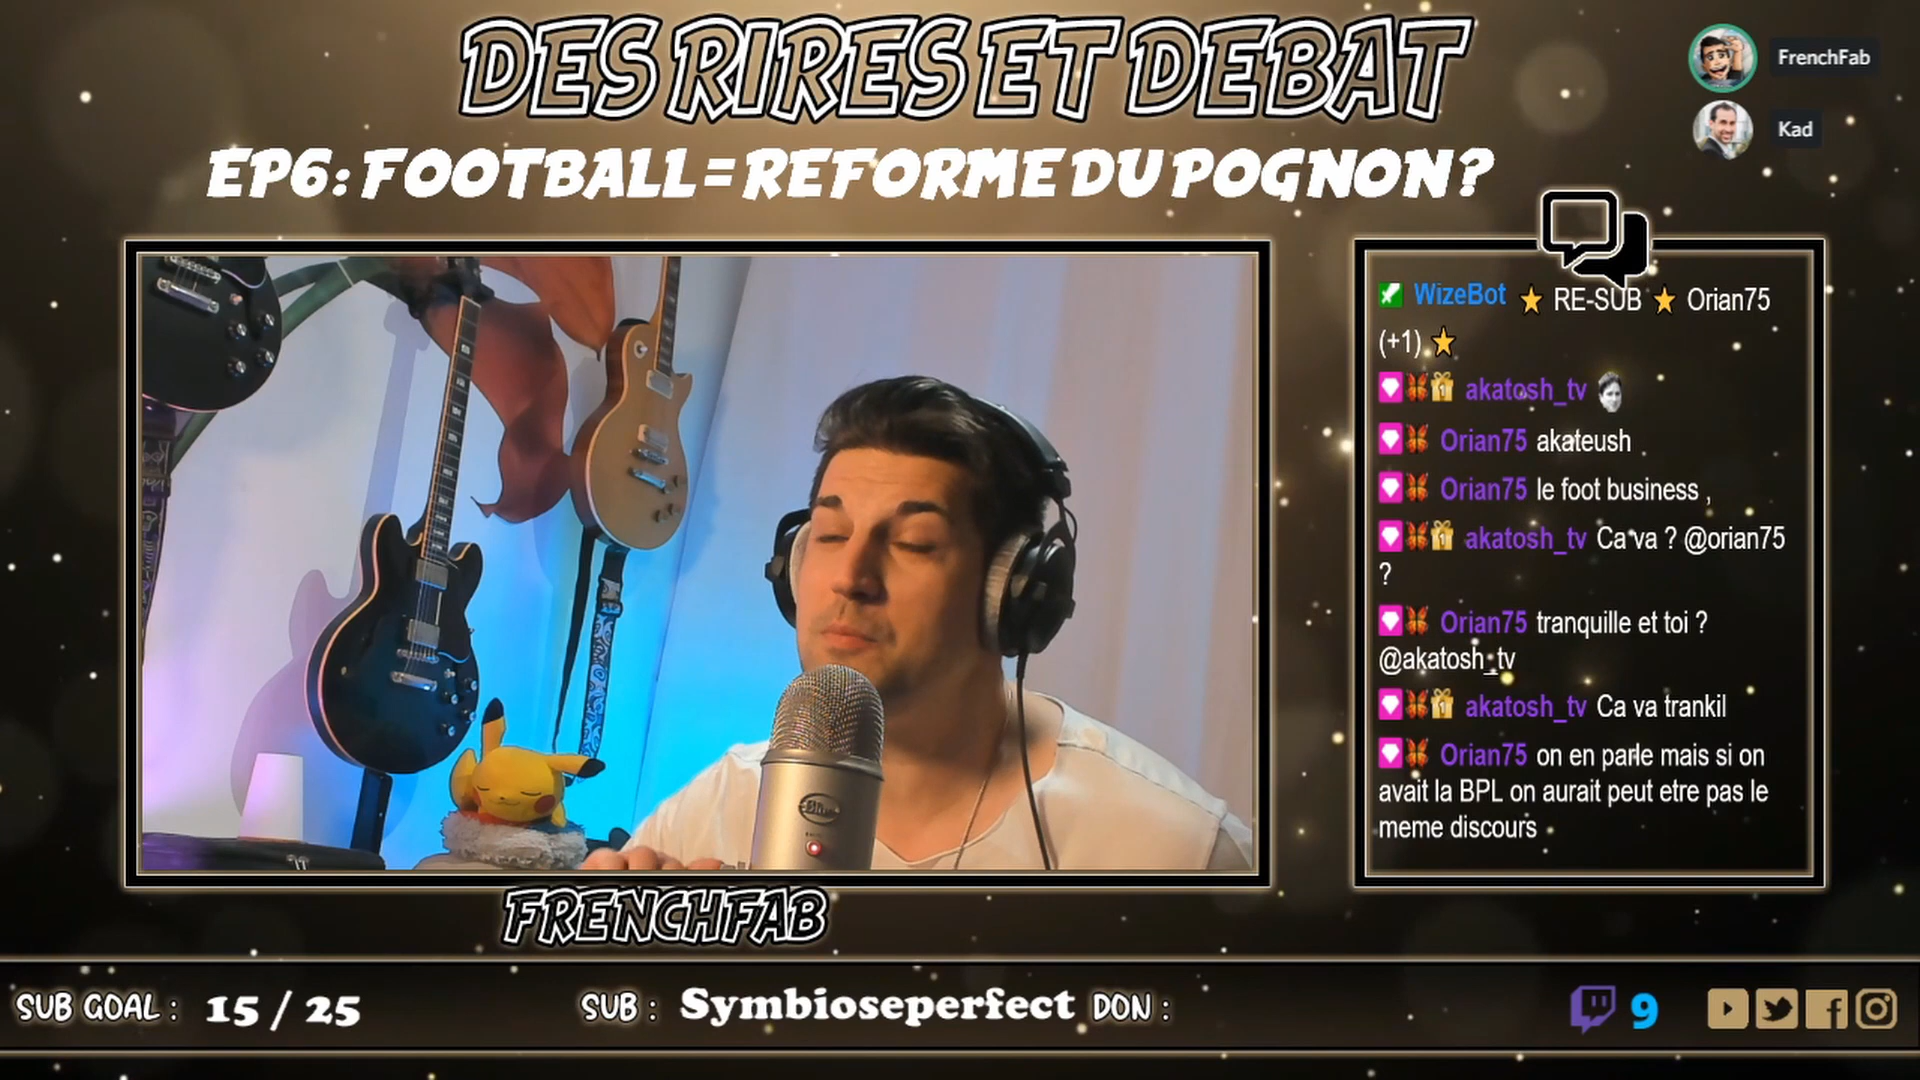 DES RIRES ET DEBAT
FrenchFab
Kad
EP6: FOOTBALL = REFORME DU POGNON ?
WizeBot ★ RE-SUB ★ Orian75
(+1) ★
akatosh_tv
Orian75 akateush
Orian75 le foot business ,
akatosh_tv Ca va ? @orian75
?
Orian75 tranquille et toi ?
@akatosh_tv
akatosh_tv Ca va trankil
Orian75 on en parle mais si on
avait la BPL on aurait peut etre pas le
meme discours
Blue
FRENCHFAB
SUB GOAL : 15 / 25
SUB : Symbioseperfect DON :
9